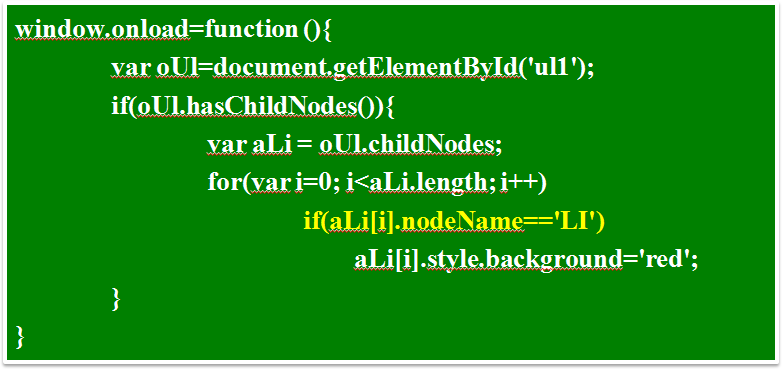 window.onload=function (){
var oUl=document.getElementById('ul1');
if(oUl.hasChildNodes()){
var aLi = oUl.childNodes;
for(var i=0; i<aLi.length; i++)
if(aLi[i].nodeName=='LI')
aLi[i].style.background='red';
}
}